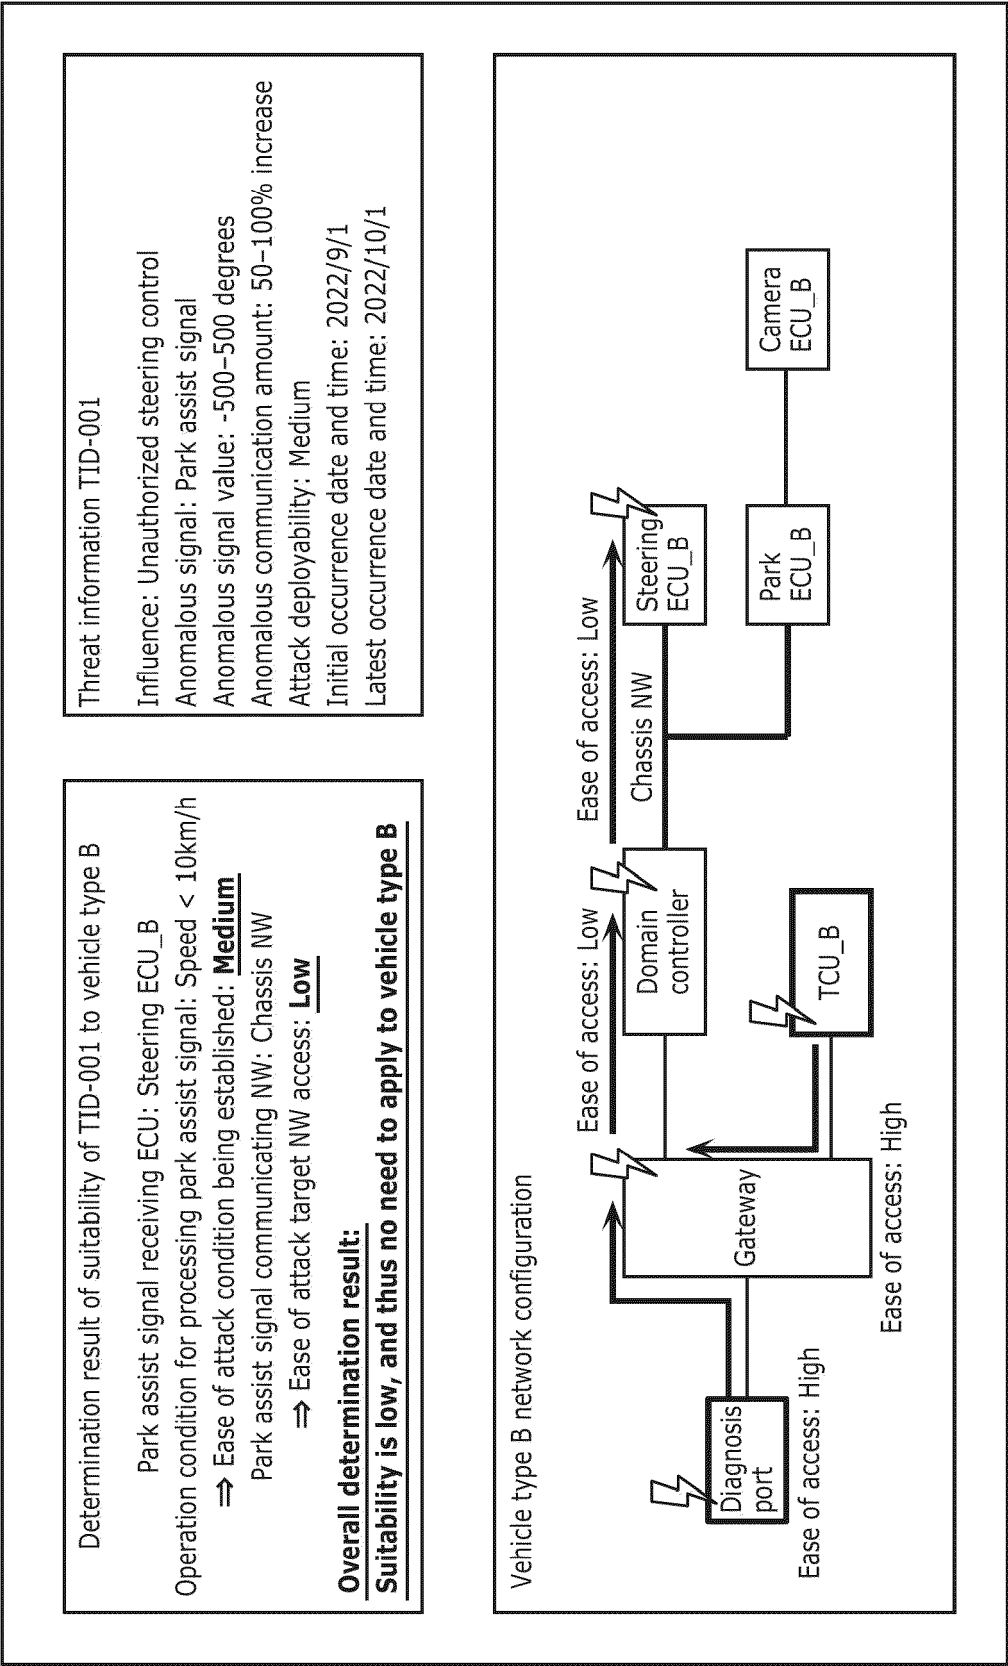 Determination result of suitability of TID-001 to vehicle type B
Park assist signal receiving ECU: Steering ECU_B
Operation condition for processing park assist signal: Speed < 10km/h
⇒ Ease of attack condition being established: Medium
Park assist signal communicating NW: Chassis NW
⇒ Ease of attack target NW access: Low
Overall determination result:
Suitability is low, and thus no need to apply to vehicle type B
Threat information TID-001
Influence: Unauthorized steering control
Anomalous signal: Park assist signal
Anomalous signal value: -500–500 degrees
Anomalous communication amount: 50–100% increase
Attack deployability: Medium
Initial occurrence date and time: 2022/9/1
Latest occurrence date and time: 2022/10/1
Vehicle type B network configuration
Ease of access: Low
Ease of access: Low
Chassis NW
Diagnosis
port
Ease of access: High
Gateway
Ease of access: High
Domain
controller
TCU_B
Steering
ECU_B
Park
ECU_B
Camera
ECU_B